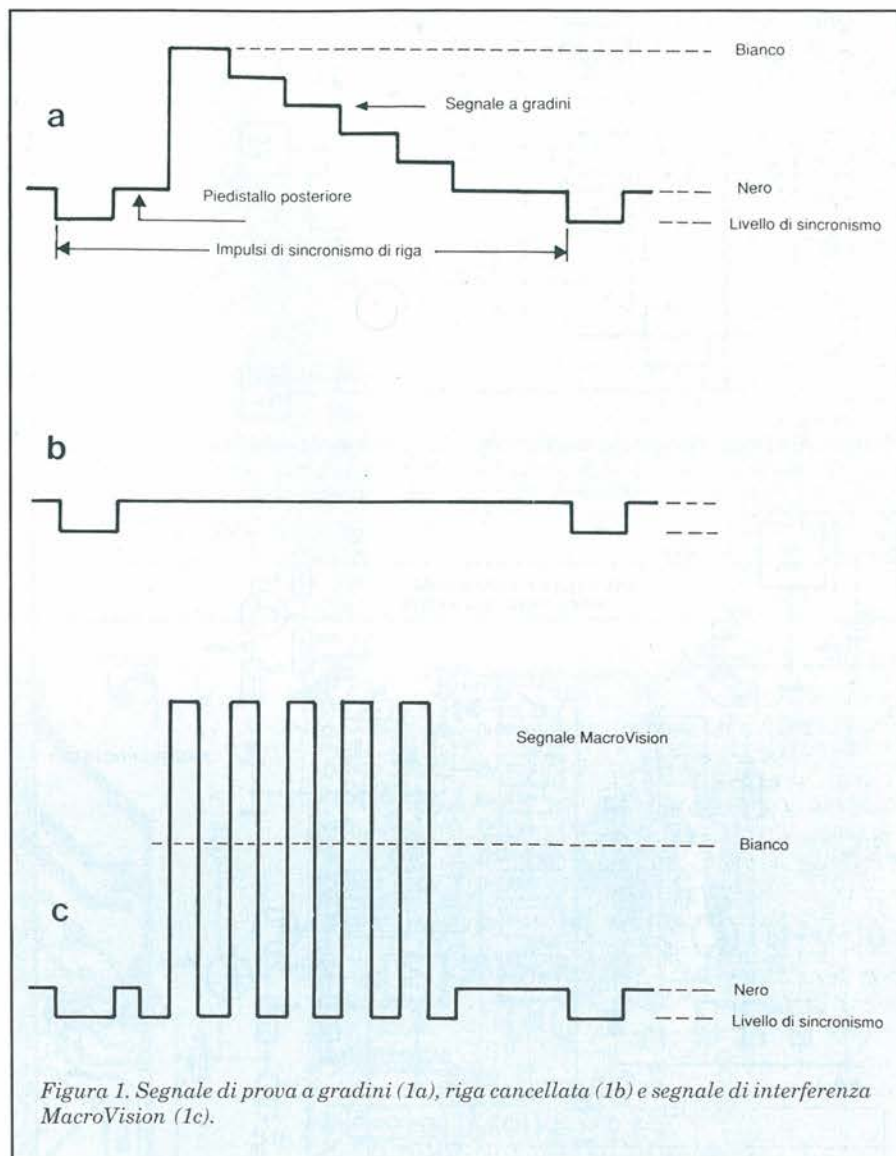 Bianco
a
Segnale a gradini
Piedistallo posteriore
Nero
Livello di sincronismo
Impulsi di sincronismo di riga
b
Segnale MacroVision
Bianco
c
Nero
Livello di sincronismo
Figura 1. Segnale di prova a gradini (1a), riga cancellata (1b) e segnale di interferenza
MacroVision (1c).